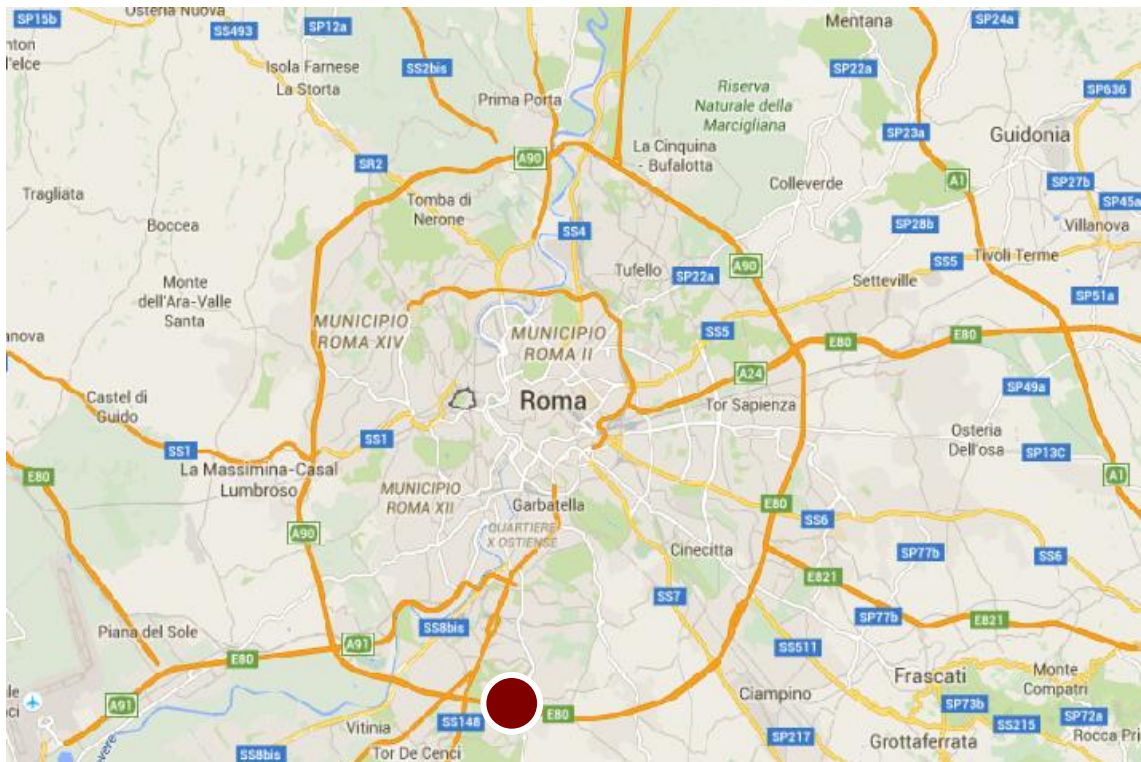 Osteria Nuova
SP15b
SS493
SP12a
Mentana
SP24a
nton
l'elce
Isola Farnese
La Storta
SS2bis
SP22a
Prima Porta
Riserva
Naturale della
Marcigliana
SP636
SP23a
Guidonia
SR2
A90
La Cinquina
- Bufalotta
Colleverde
A1
SP27b
Tragliata
Tomba di
Nerone
SP45a
Boccea
SS4
SP28b
Villanova
Tufello
SP22a
A90
SS5
Tivoli Terme
Monte
dell'Ara-Valle
Santa
Setteville
SP51a
MUNICIPIO
ROMA XIV
MUNICIPIO
ROMA II
SS5
anova
E80
E80
A24
SP49a
Castel di
Guido
Roma
Tor Sapienza
SS1
SS1
Osteria
Dell'osa
SP13C
La Massimina-Casal
Lumbroso
E80
A1
MUNICIPIO
ROMA XII
Garbatella
E80
SS6
A90
QUARTIERE
X OSTIENSE
Cinecitta
SP77b
SS6
E821
SS7
SP77b
E821
Piana del Sole
SS8bis
A91
SS511
E80
Frascati
Monte
Compatri
ale
ci
A91
Ciampino
SP73b
E80
SP72a
Vitinia
SS148
SS215
Rocca Pri
evere
SS8bis
Tor De Cenci
SP217
Grottaferrata